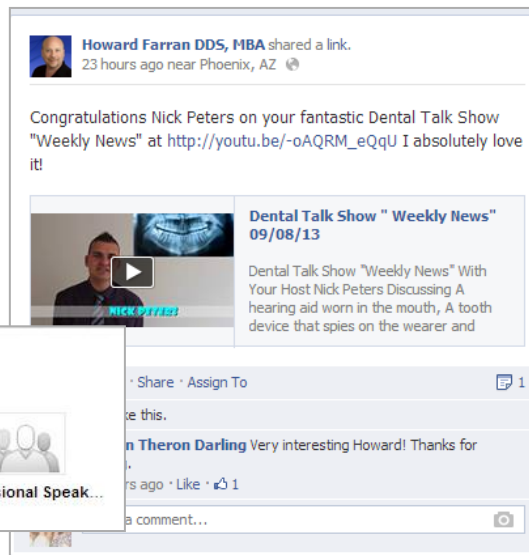 Howard Farran DDS, MBA shared a link.
23 hours ago near Phoenix, AZ
Congratulations Nick Peters on your fantastic Dental Talk Show
"Weekly News" at http://youtu.be/-oAQRM_eQqU I absolutely love
it!
Dental Talk Show " Weekly News"
09/08/13
Dental Talk Show "Weekly News" With
Your Host Nick Peters Discussing A
hearing aid worn in the mouth, A tooth
device that spies on the wearer and
NICK PETERS
· Share · Assign To
1
ke this.
n Theron Darling Very interesting Howard! Thanks for
rs ago · Like · 1
sional Speak...
a comment...